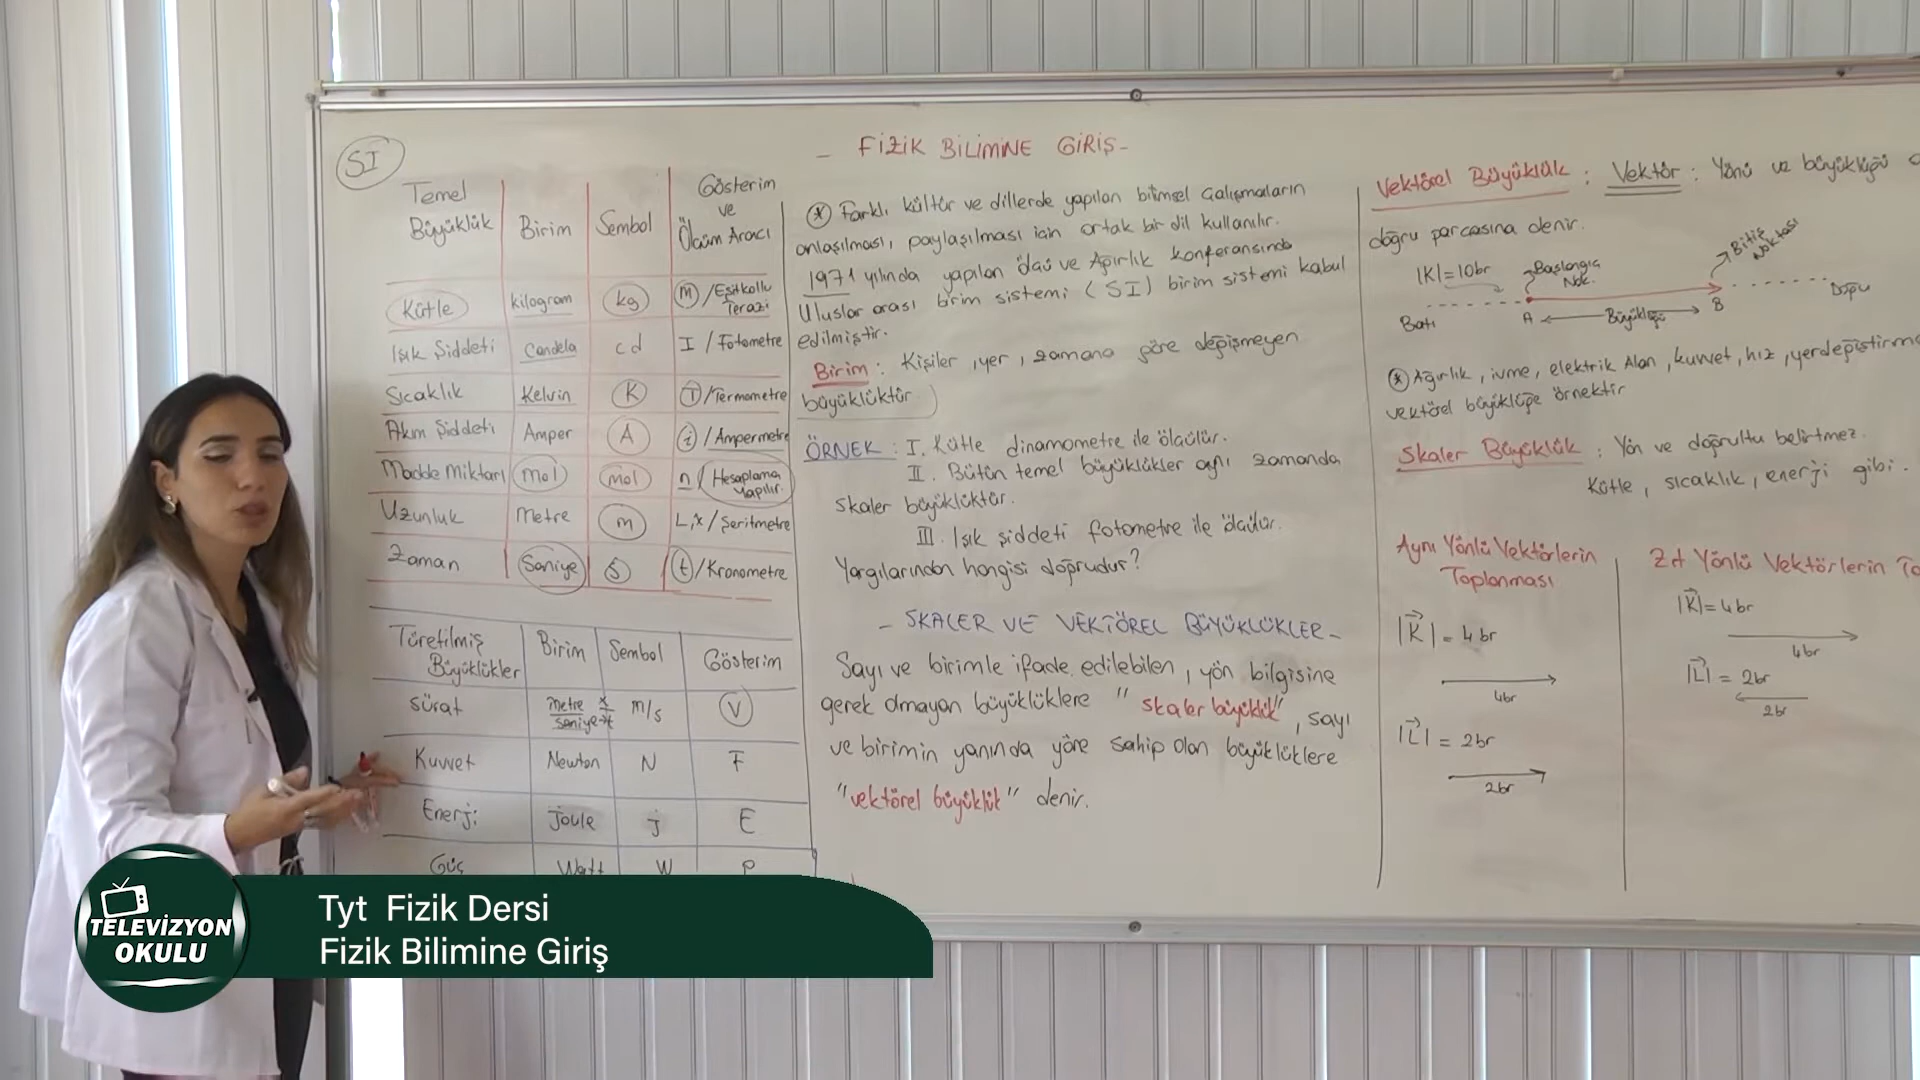 SI
- FİZİK BİLİMİNE GİRİŞ -
Temel Büyüklük Birim Sembol Gösterim ve Ölçüm Aracı
Kütle kilogram kg m / Eşitkollu Terazi
Işık Şiddeti Candela cd I / Fotometre
Sıcaklık Kelvin K T / Termometre
Akım Şiddeti Amper A i / Ampermetre
Madde Miktarı mol mol n / Hesaplama Yapılır.
Uzunluk Metre m L,x / Şeritmetre
Zaman Saniye s t / Kronometre
Türetilmiş Büyüklükler Birim Sembol Gösterim
Sürat metre x / saniye → t m/s V
Kuvvet Newton N F
Enerji joule j E
Güç Watt W P
* Farklı kültür ve dillerde yapılan bilimsel çalışmaların
anlaşılması, paylaşılması için ortak bir dil kullanılır.
1971 yılında yapılan ölçü ve Ağırlık konferansında
Uluslar arası birim sistemi (SI) birim sistemi kabul
edilmiştir.
Birim : Kişiler, yer, zamana göre değişmeyen
büyüklüktür.
ÖRNEK : I. Kütle dinamometre ile ölçülür.
II. Bütün temel büyüklükler aynı zamanda
skaler büyüklüktür.
III. Işık şiddeti fotometre ile ölçülür.
Yargılarından hangisi doğrudur?
- SKALER VE VEKTÖREL BÜYÜKLÜKLER -
Sayı ve birimle ifade edilebilen, yön bilgisine
gerek olmayan büyüklüklere "skaler büyüklük", sayı
ve birimin yanında yöne sahip olan büyüklüklere
"vektörel büyüklük" denir.
Vektörel Büyüklük : Vektör : Yönü ve büyüklüğü
doğru parçasına denir.
|K|=10br
Başlangıç Nok.
Bitiş Noktası
Batı A Büyüklüğü B Doğu
* Ağırlık, ivme, elektrik Alan, kuvvet, hız, yerdeğiştirme
vektörel büyüklüğe örnektir
Skaler Büyüklük : Yön ve doğrultu belirtmez.
Kütle, sıcaklık, enerji gibi.
Aynı Yönlü Vektörlerin
Toplanması
|K⃗| = 4br
4br
|L⃗| = 2br
2br
Zıt Yönlü Vektörlerin To
|K⃗|= 4br
4br
|L⃗| = 2br
2br
TELEVİZYON
OKULU
Tyt Fizik Dersi
Fizik Bilimine Giriş